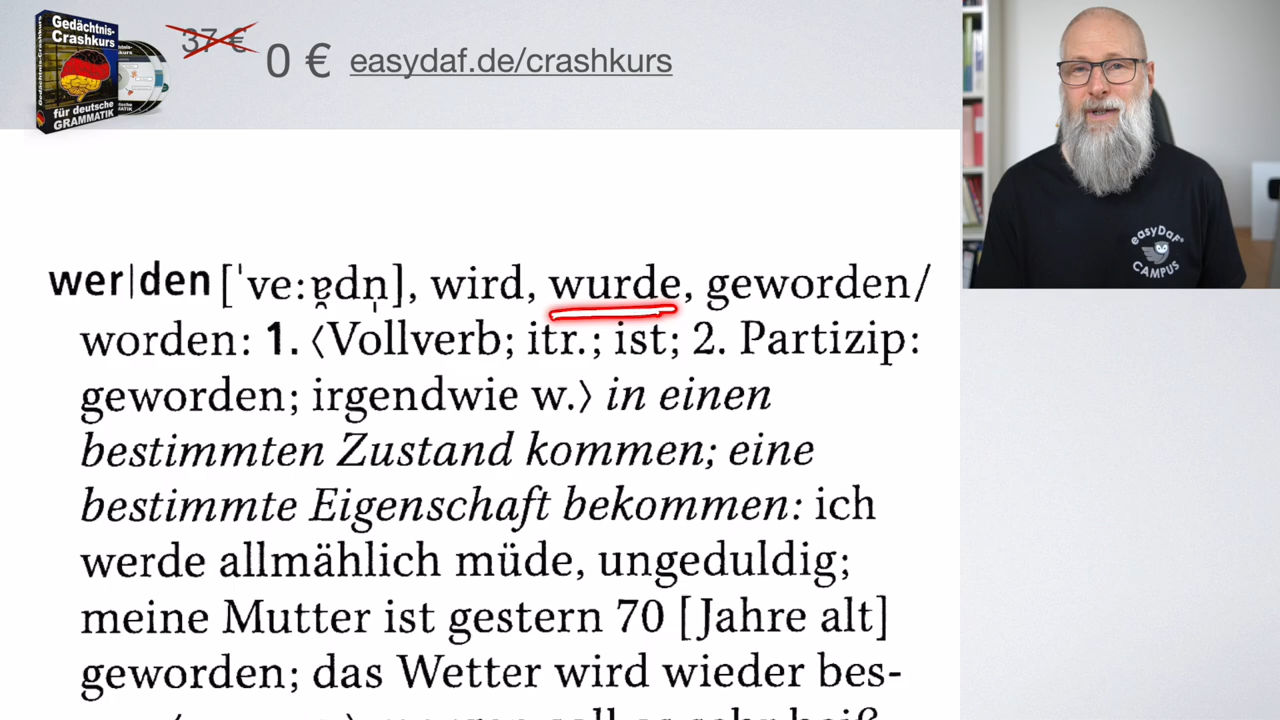 Gedächtnis-
Crashkurs
für deutsche
GRAMMATIK
37 €
0 €
easydaf.de/crashkurs
easyDaF®
CAMPUS
wer|den [ˈveːɐ̯dn̩], wird, wurde, geworden/
worden: 1. ⟨Vollverb; itr.; ist; 2. Partizip:
geworden; irgendwie w.⟩ in einen
bestimmten Zustand kommen; eine
bestimmte Eigenschaft bekommen: ich
werde allmählich müde, ungeduldig;
meine Mutter ist gestern 70 [Jahre alt]
geworden; das Wetter wird wieder bes-